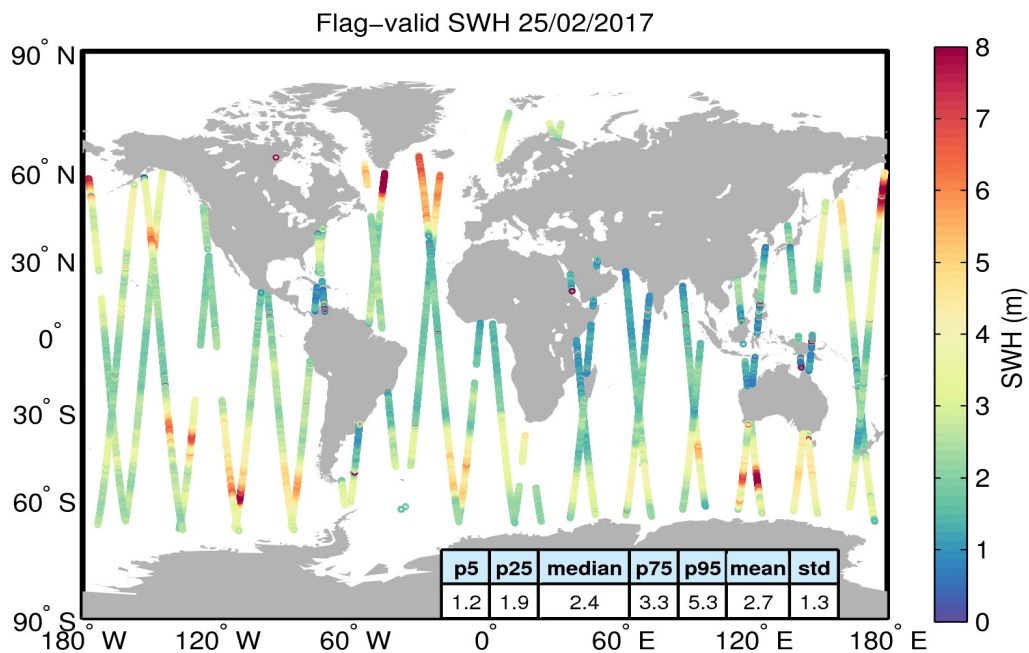 Flag−valid SWH 25/02/2017
90° N
60° N
30° N
0°
30° S
60° S
90° S
180° W
120° W
60° W
0°
60° E
120° E
180° E
p5 p25 median p75 p95 mean std
1.2 1.9 2.4 3.3 5.3 2.7 1.3
8
7
6
5
4
3
2
1
0
SWH (m)